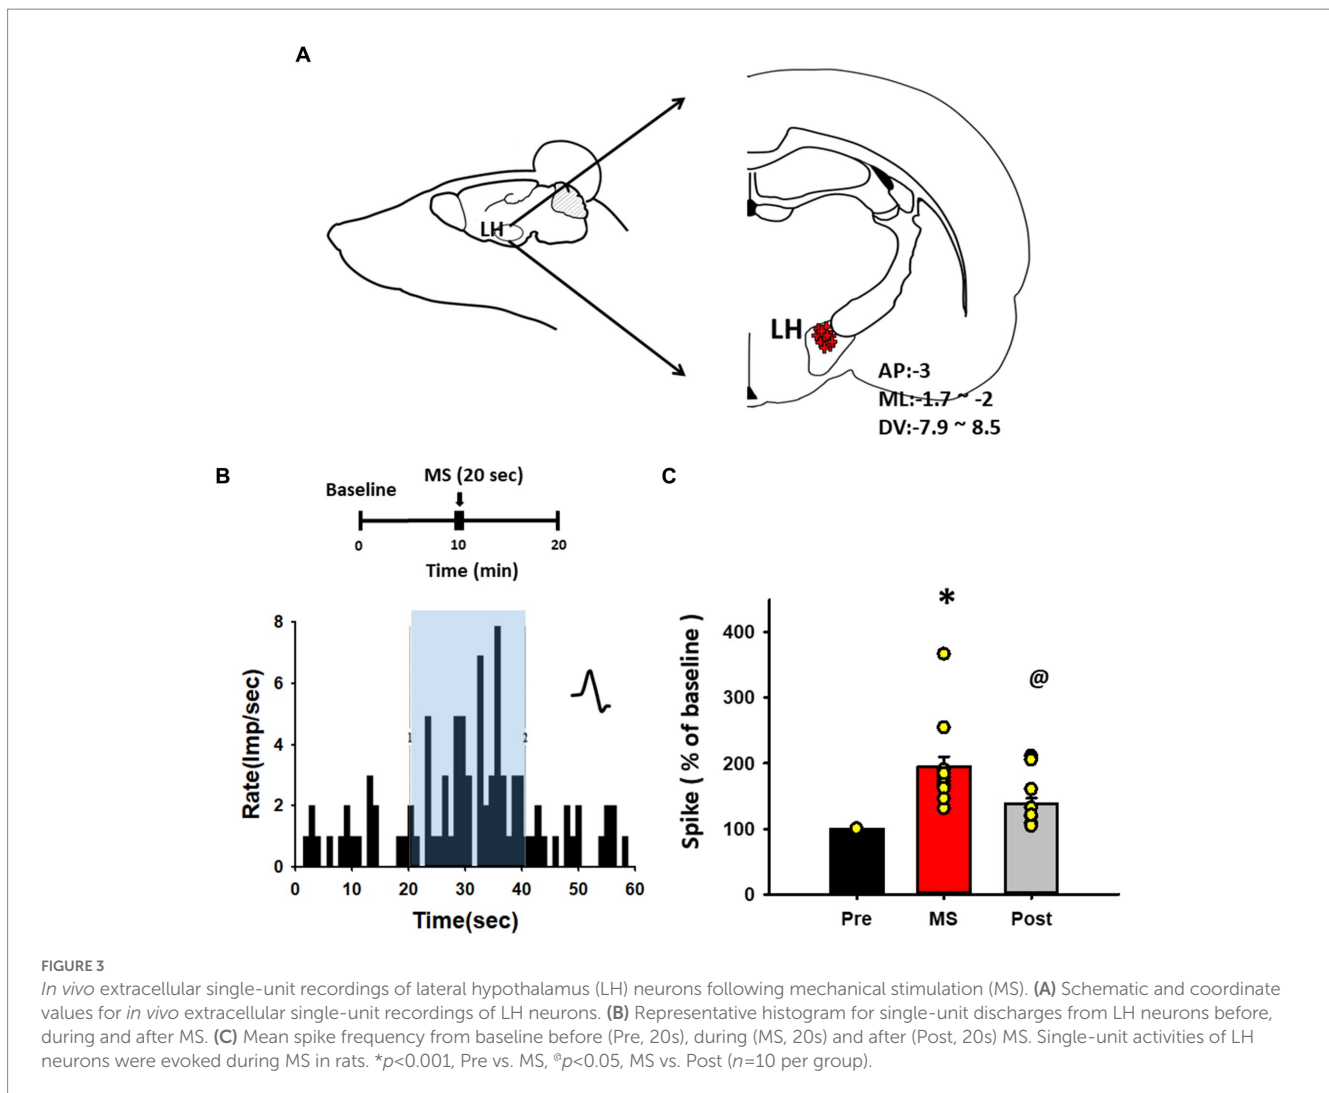 A
LH
LH
AP:-3
ML:-1.7 ~ -2
DV:-7.9 ~ 8.5
B
MS (20 sec)
Baseline
0 10 20
Time (min)
8
6
4
2
0
Rate(Imp/sec)
1 2
0 10 20 30 40 50 60
Time(sec)
C
*
@
400
300
200
100
0
Spike ( % of baseline )
Pre MS Post
FIGURE 3
In vivo extracellular single-unit recordings of lateral hypothalamus (LH) neurons following mechanical stimulation (MS). (A) Schematic and coordinate
values for in vivo extracellular single-unit recordings of LH neurons. (B) Representative histogram for single-unit discharges from LH neurons before,
during and after MS. (C) Mean spike frequency from baseline before (Pre, 20s), during (MS, 20s) and after (Post, 20s) MS. Single-unit activities of LH
neurons were evoked during MS in rats. *p<0.001, Pre vs. MS, @p<0.05, MS vs. Post (n=10 per group).